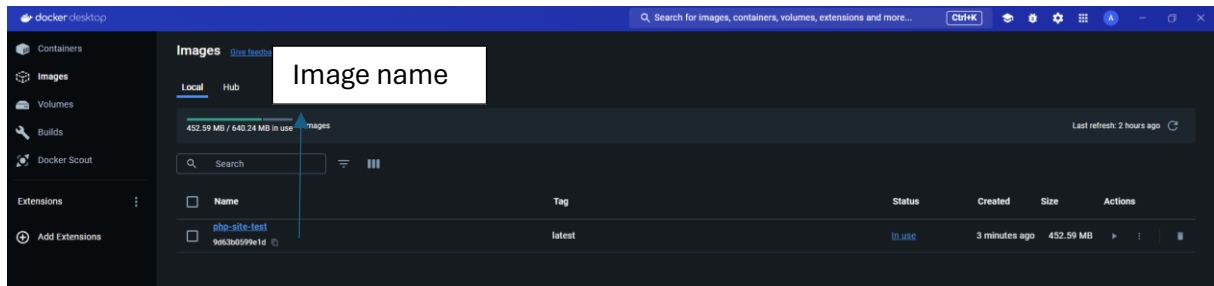 docker desktop
Search for images, containers, volumes, extensions and more...
Ctrl+K
A
Containers
Images
Volumes
Builds
Docker Scout
Extensions
Add Extensions
Images
Image name
Local
Hub
452.59 MB / 640.24 MB in use
Last refresh: 2 hours ago
Search
Name
Tag
Status
Created
Size
Actions
php-site-test
9d63b0599e1d
latest
In use
3 minutes ago
452.59 MB